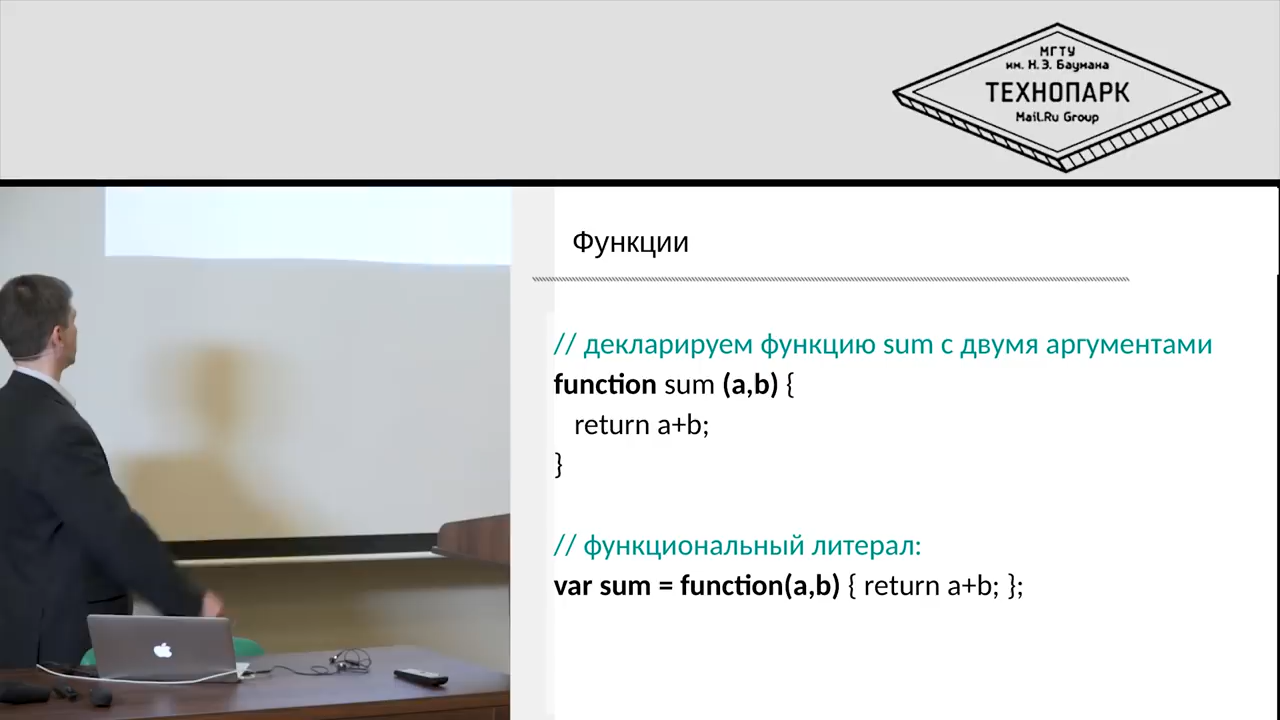 МГТУ
им. Н.Э. Баумана
ТЕХНОПАРК
Mail.Ru Group
Функции
// декларируем функцию sum с двумя аргументами
function sum (a,b) {
return a+b;
}
// функциональный литерал:
var sum = function(a,b) { return a+b; };